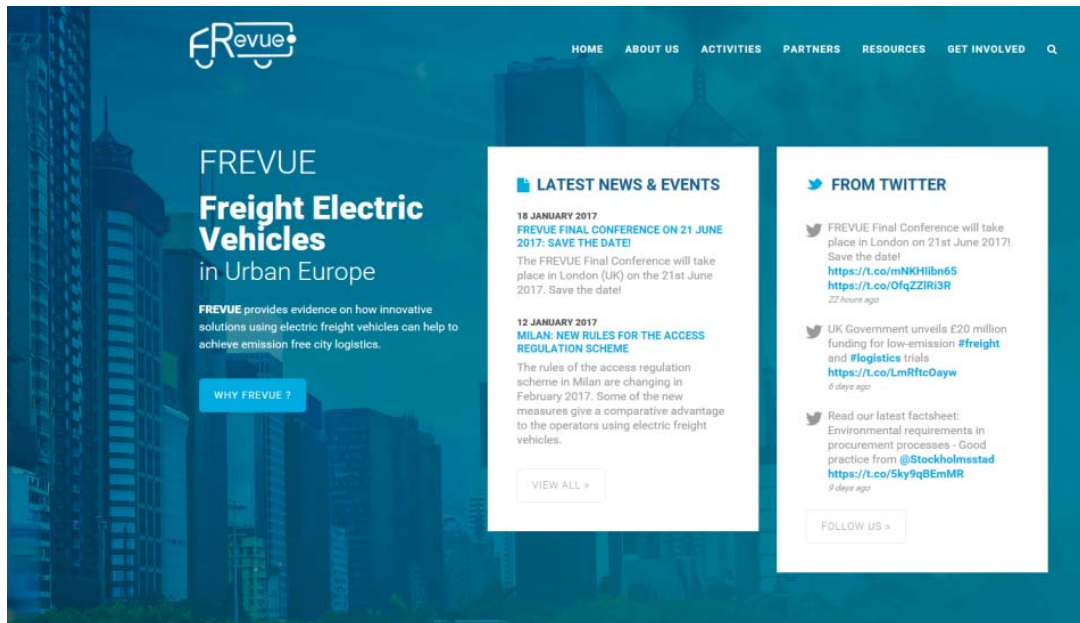 FRevue
HOME ABOUT US ACTIVITIES PARTNERS RESOURCES GET INVOLVED
FREVUE
Freight Electric
Vehicles
in Urban Europe
FREVUE provides evidence on how innovative
solutions using electric freight vehicles can help to
achieve emission free city logistics.
WHY FREVUE ?
LATEST NEWS & EVENTS
18 JANUARY 2017
FREVUE FINAL CONFERENCE ON 21 JUNE
2017: SAVE THE DATE!
The FREVUE Final Conference will take
place in London (UK) on the 21st June
2017. Save the date!
12 JANUARY 2017
MILAN: NEW RULES FOR THE ACCESS
REGULATION SCHEME
The rules of the access regulation
scheme in Milan are changing in
February 2017. Some of the new
measures give a comparative advantage
to the operators using electric freight
vehicles.
VIEW ALL »
FROM TWITTER
FREVUE Final Conference will take
place in London on 21st June 2017!
Save the date!
https://t.co/mNKHlibn65
https://t.co/OfqZZlRi3R
22 hours ago
UK Government unveils £20 million
funding for low-emission #freight
and #logistics trials
https://t.co/LmRftcOayw
6 days ago
Read our latest factsheet:
Environmental requirements in
procurement processes - Good
practice from @Stockholmsstad
https://t.co/5ky9qBEmMR
9 days ago
FOLLOW US »